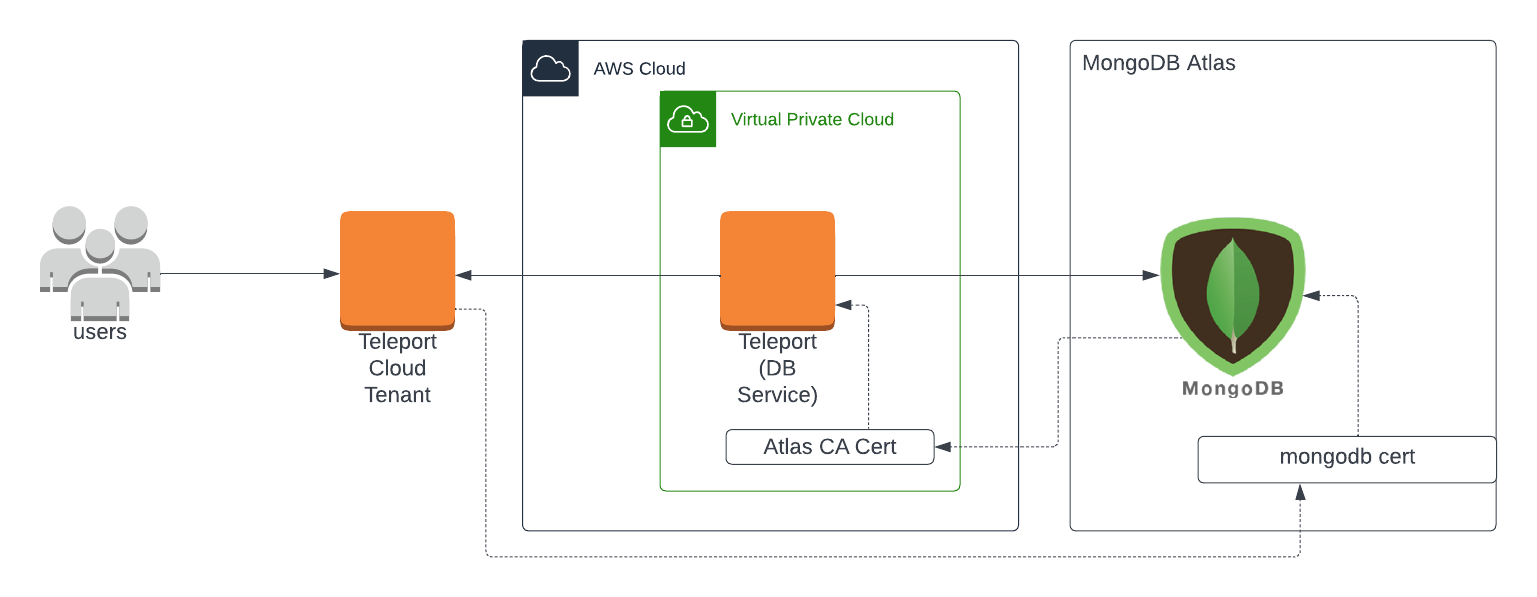 AWS Cloud
MongoDB Atlas
Virtual Private Cloud
users
Teleport
Cloud
Tenant
Teleport
(DB
Service)
MongoDB
Atlas CA Cert
mongodb cert